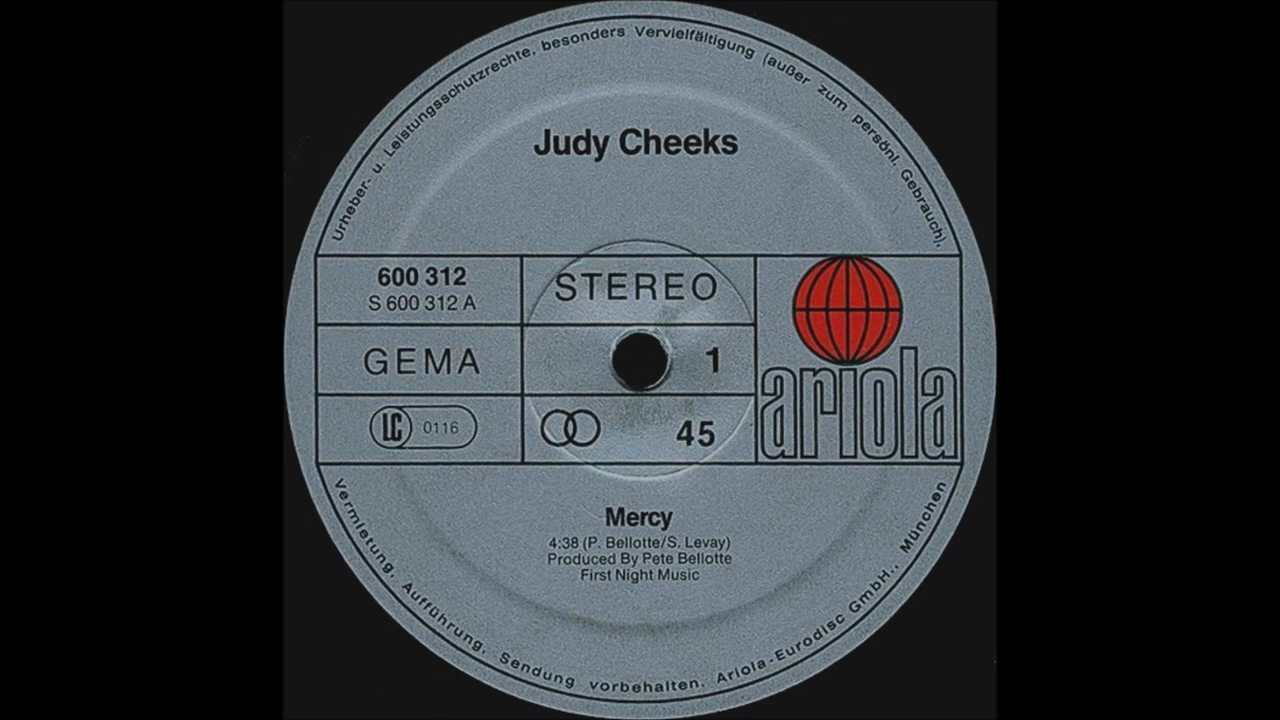 Urheber- u. Leistungsschutzrechte, besonders Vervielfältigung (außer zum persönl. Gebrauch),
Judy Cheeks
600 312
S 600 312 A
STEREO
GEMA
1
LC 0116
45
ariola
Mercy
4:38 (P. Bellotte/S. Levay)
Produced By Pete Bellotte
First Night Music
Vermietung, Aufführung, Sendung vorbehalten. Ariola-Eurodisc GmbH., München